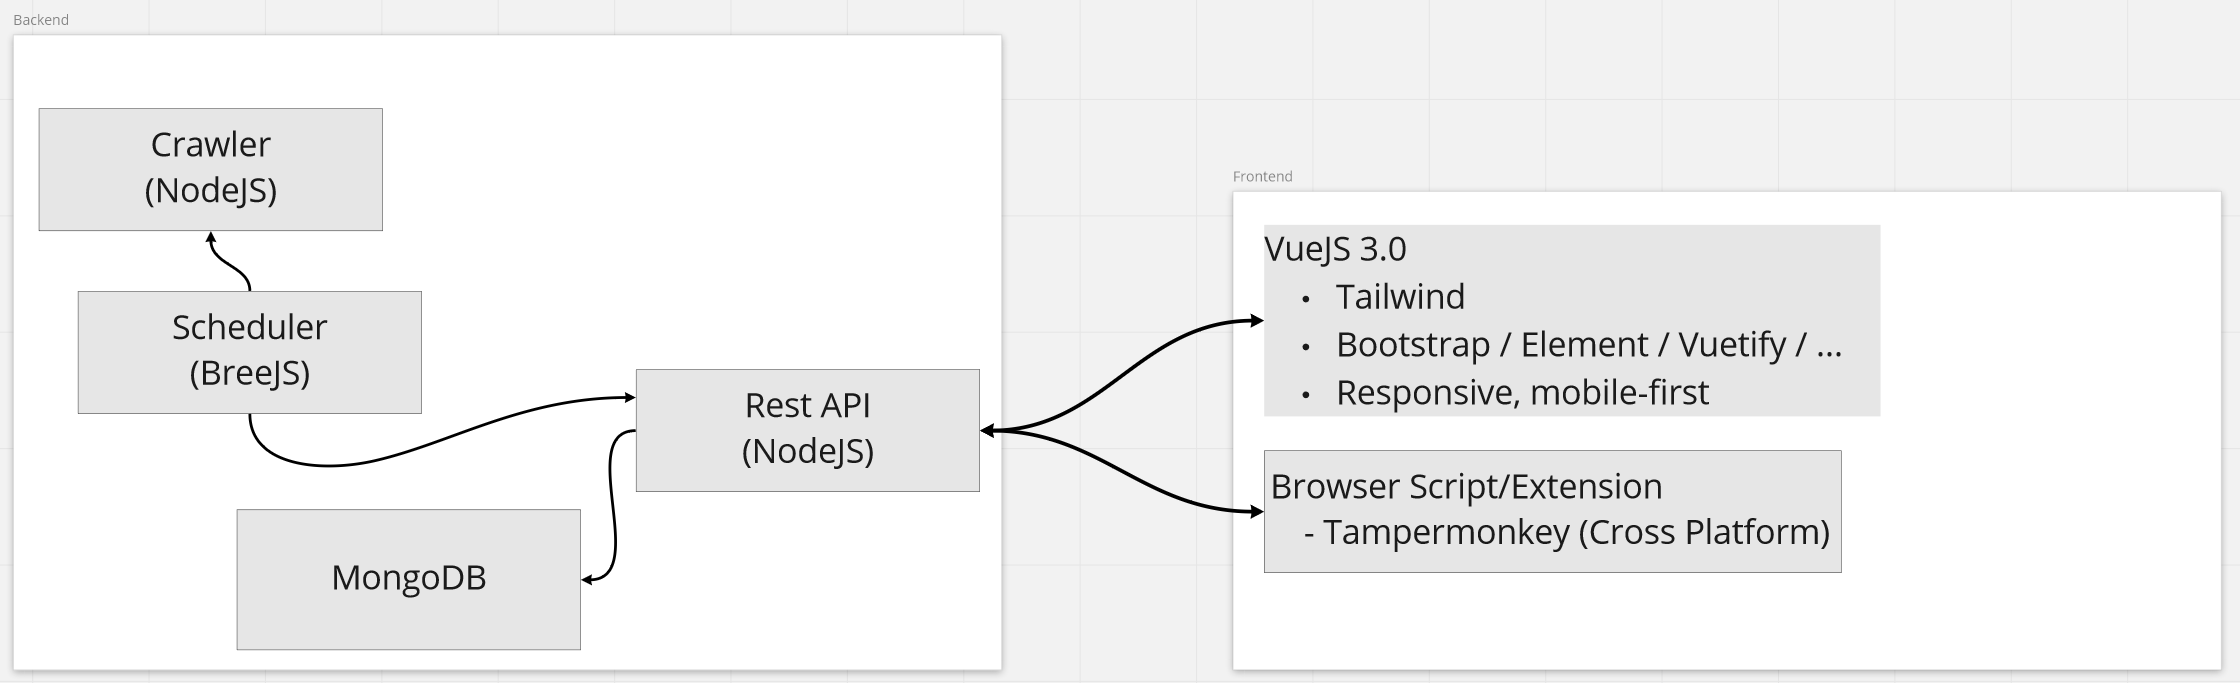 Backend
Crawler
(NodeJS)
Scheduler
(BreeJS)
Rest API
(NodeJS)
MongoDB
Frontend
VueJS 3.0
• Tailwind
• Bootstrap / Element / Vuetify / ...
• Responsive, mobile-first
Browser Script/Extension
- Tampermonkey (Cross Platform)